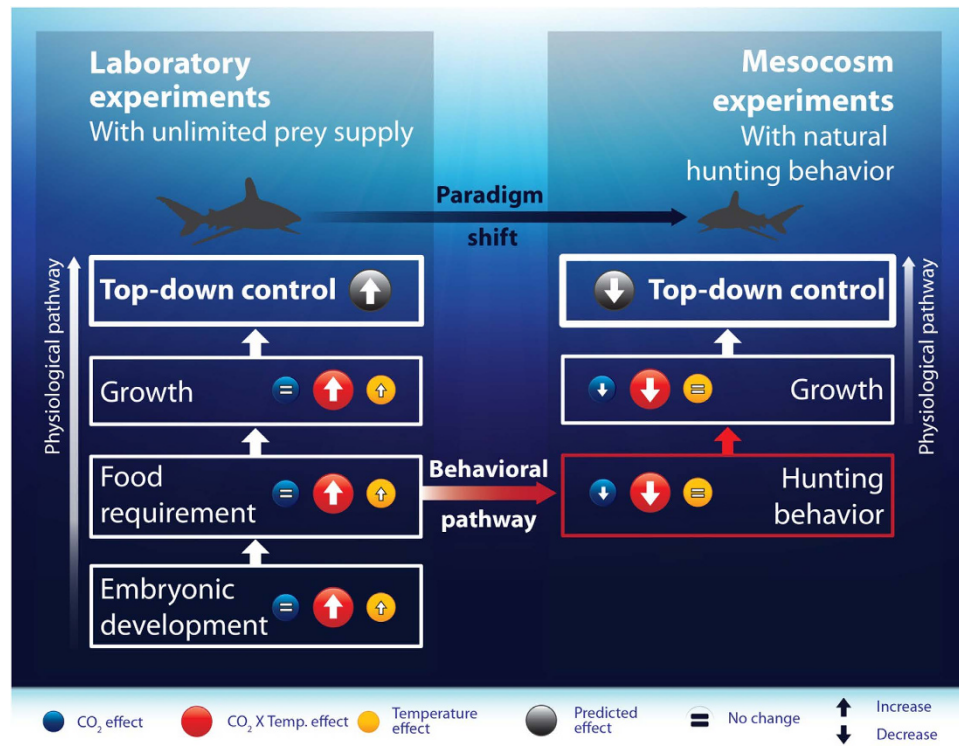 Laboratory
experiments
With unlimited prey supply
Mesocosm
experiments
With natural
hunting behavior
Paradigm
shift
Physiological pathway
Top-down control
Growth
=
Food
requirement
=
Embryonic
development
=
Behavioral
pathway
Top-down control
Growth
=
Hunting
behavior
=
Physiological pathway
CO₂ effect
CO₂ X Temp. effect
Temperature
effect
Predicted
effect
= No change
Increase
Decrease